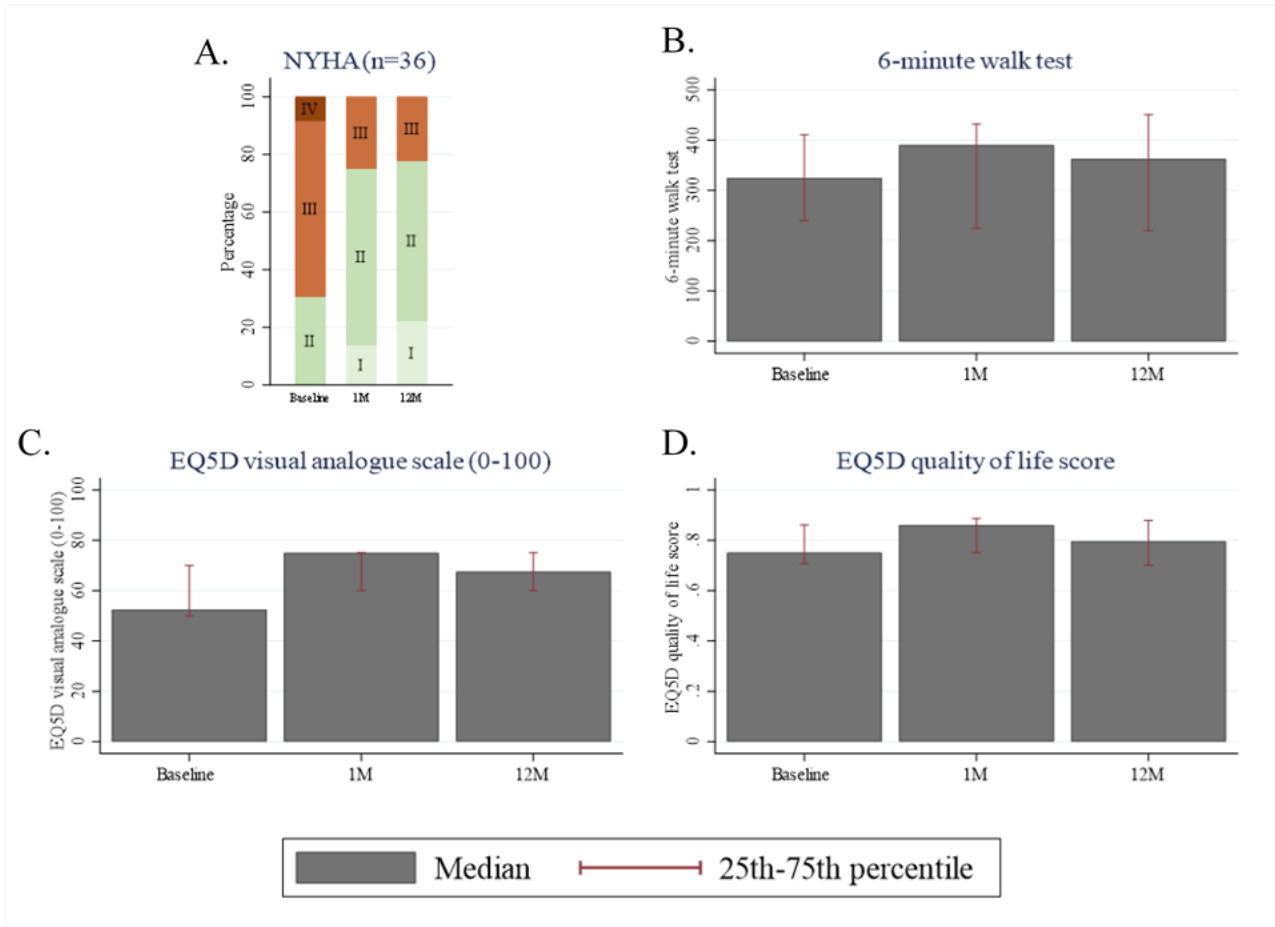 A.
NYHA (n=36)
Percentage
0
20
40
60
80
100
IV
III
II
III
II
I
III
II
I
Baseline
1M
12M
B.
6-minute walk test
6-minute walk test
0
100
200
300
400
500
Baseline
1M
12M
C.
EQ5D visual analogue scale (0-100)
EQ5D visual analogue scale (0-100)
0
20
40
60
80
100
Baseline
1M
12M
D.
EQ5D quality of life score
EQ5D quality of life score
0
.2
.4
.6
.8
1
Baseline
1M
12M
Median
25th-75th percentile